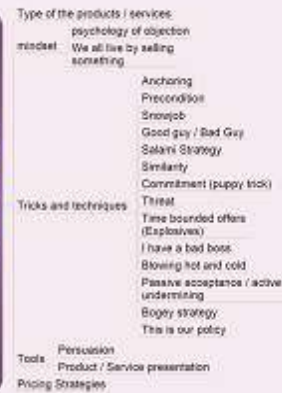 Type of the products / services
psychology of objection
mindset
We all live by selling
something
Anchoring
Precondition
Snowjob
Good guy / Bad Guy
Salami Strategy
Similarity
Commitment (puppy trick)
Tricks and techniques
Threat
Time bounded offers
(Explosives)
I have a bad boss
Blowing hot and cold
Passive acceptance / active
undermining
Bogey strategy
This is our policy
Tools
Persuasion
Product / Service presentation
Pricing Strategies